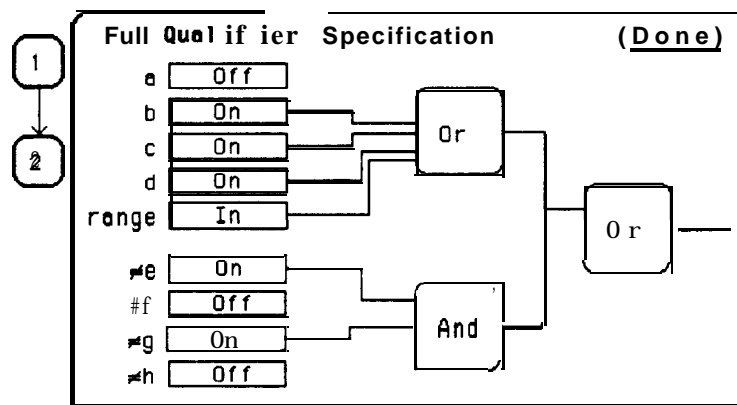 Full Qualifier Specification (Done)
1
2
a Off
b On
c On
d On
range In
≠e On
#f Off
≠g On
≠h Off
Or
And
Or